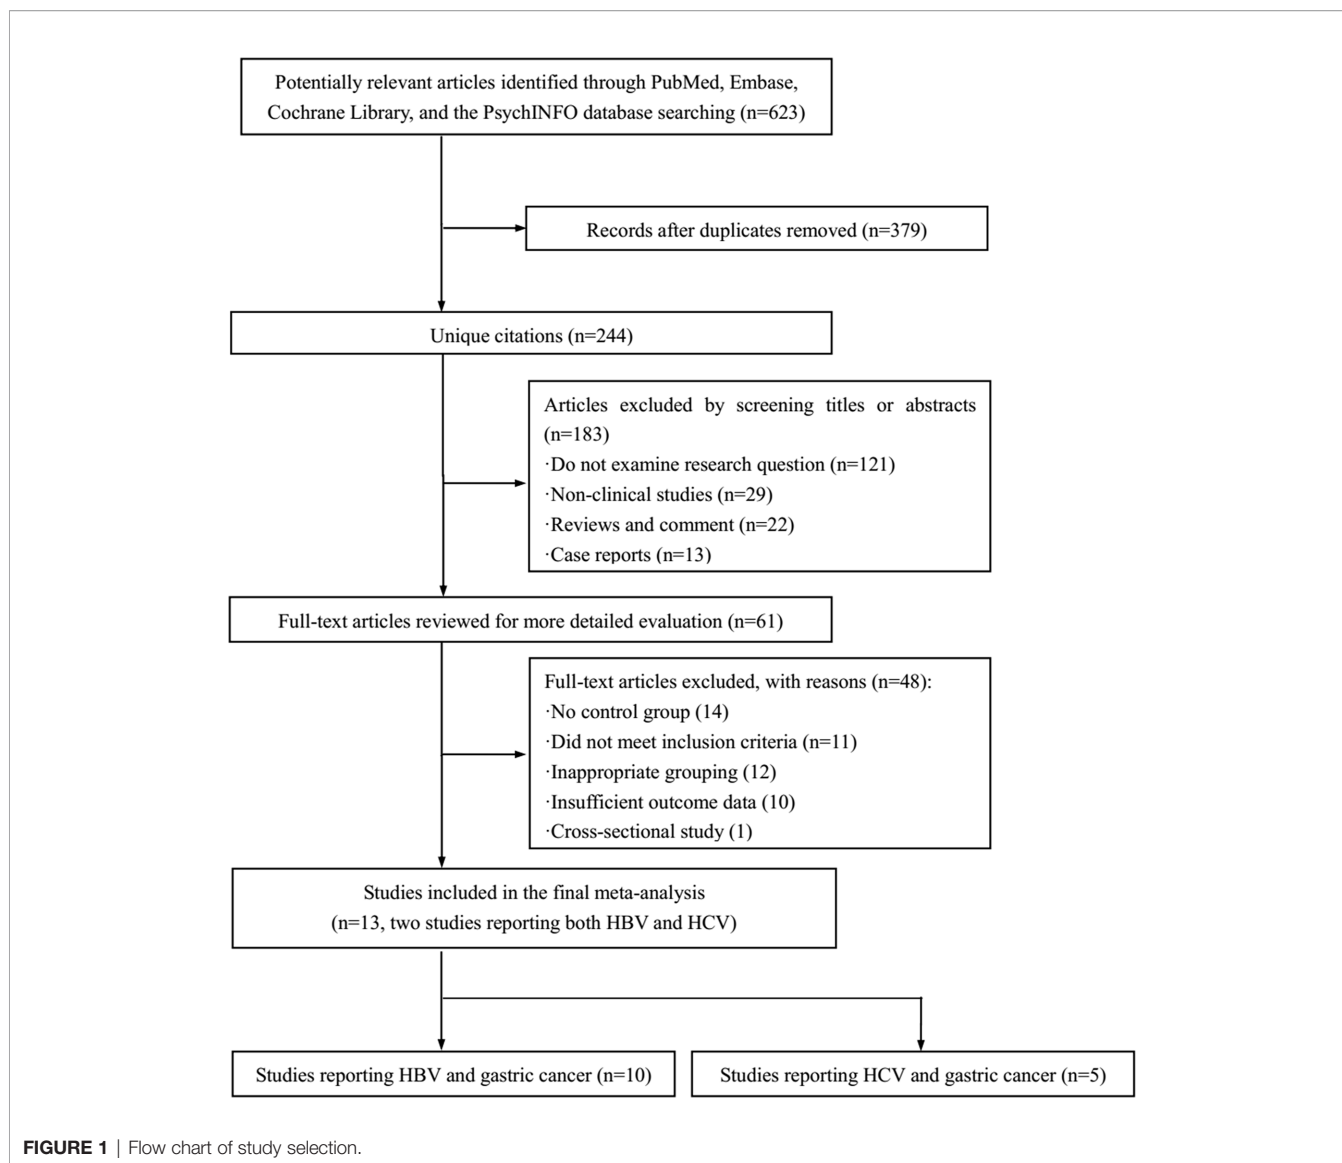 Potentially relevant articles identified through PubMed, Embase,
Cochrane Library, and the PsychINFO database searching (n=623)
Records after duplicates removed (n=379)
Unique citations (n=244)
Articles excluded by screening titles or abstracts
(n=183)
·Do not examine research question (n=121)
·Non-clinical studies (n=29)
·Reviews and comment (n=22)
·Case reports (n=13)
Full-text articles reviewed for more detailed evaluation (n=61)
Full-text articles excluded, with reasons (n=48):
·No control group (14)
·Did not meet inclusion criteria (n=11)
·Inappropriate grouping (12)
·Insufficient outcome data (10)
·Cross-sectional study (1)
Studies included in the final meta-analysis
(n=13, two studies reporting both HBV and HCV)
Studies reporting HBV and gastric cancer (n=10)
Studies reporting HCV and gastric cancer (n=5)
FIGURE 1 | Flow chart of study selection.